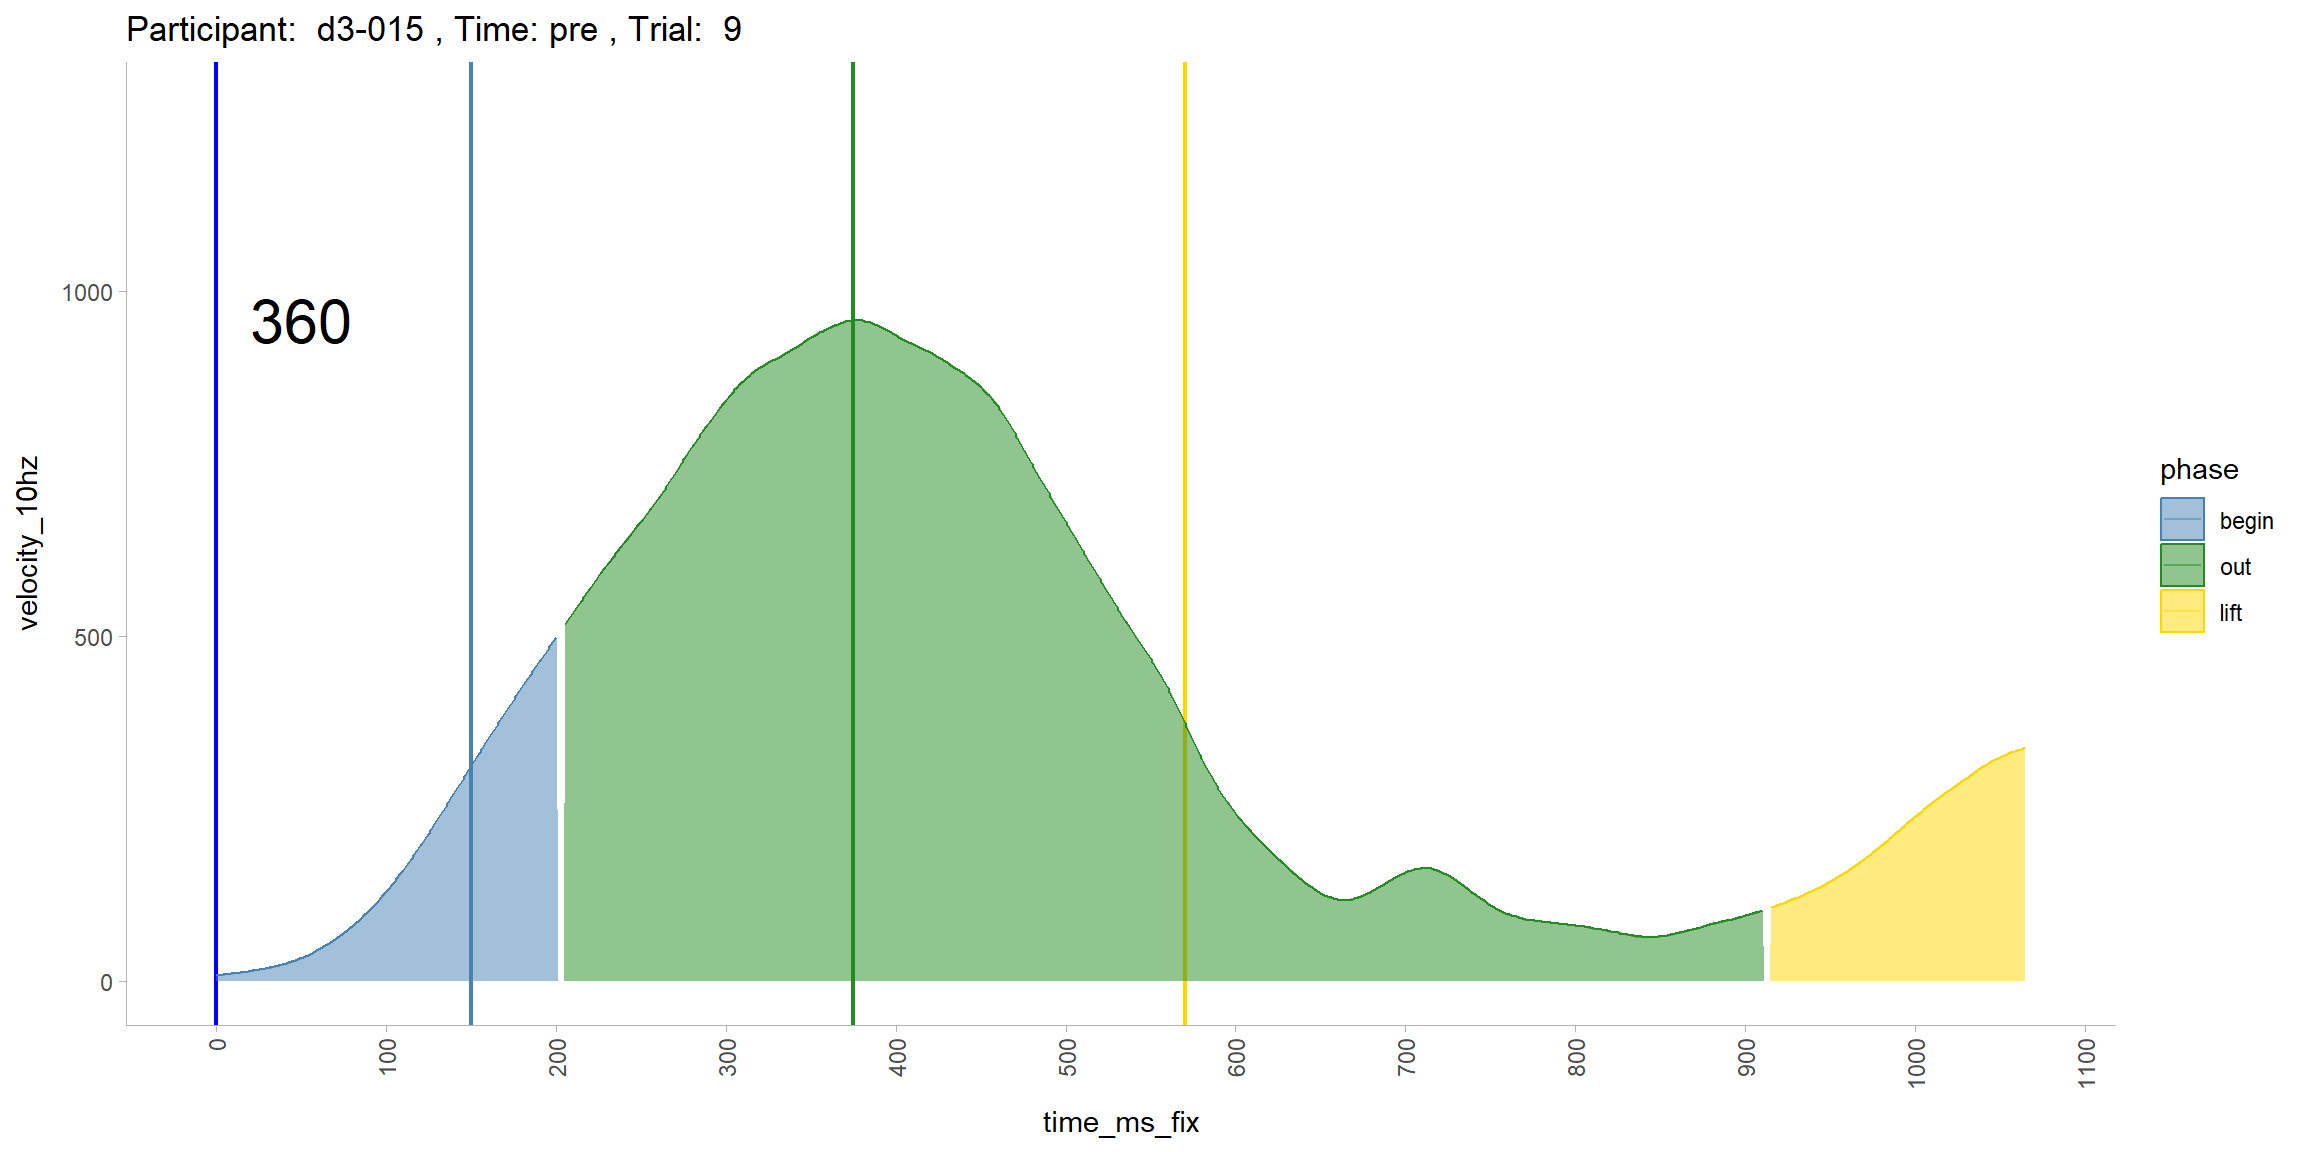 Participant:  d3-015 , Time: pre , Trial:  9
1000
360
500
0
velocity_10hz
0
100
200
300
400
500
600
700
800
900
1000
1100
time_ms_fix
phase
begin
out
lift